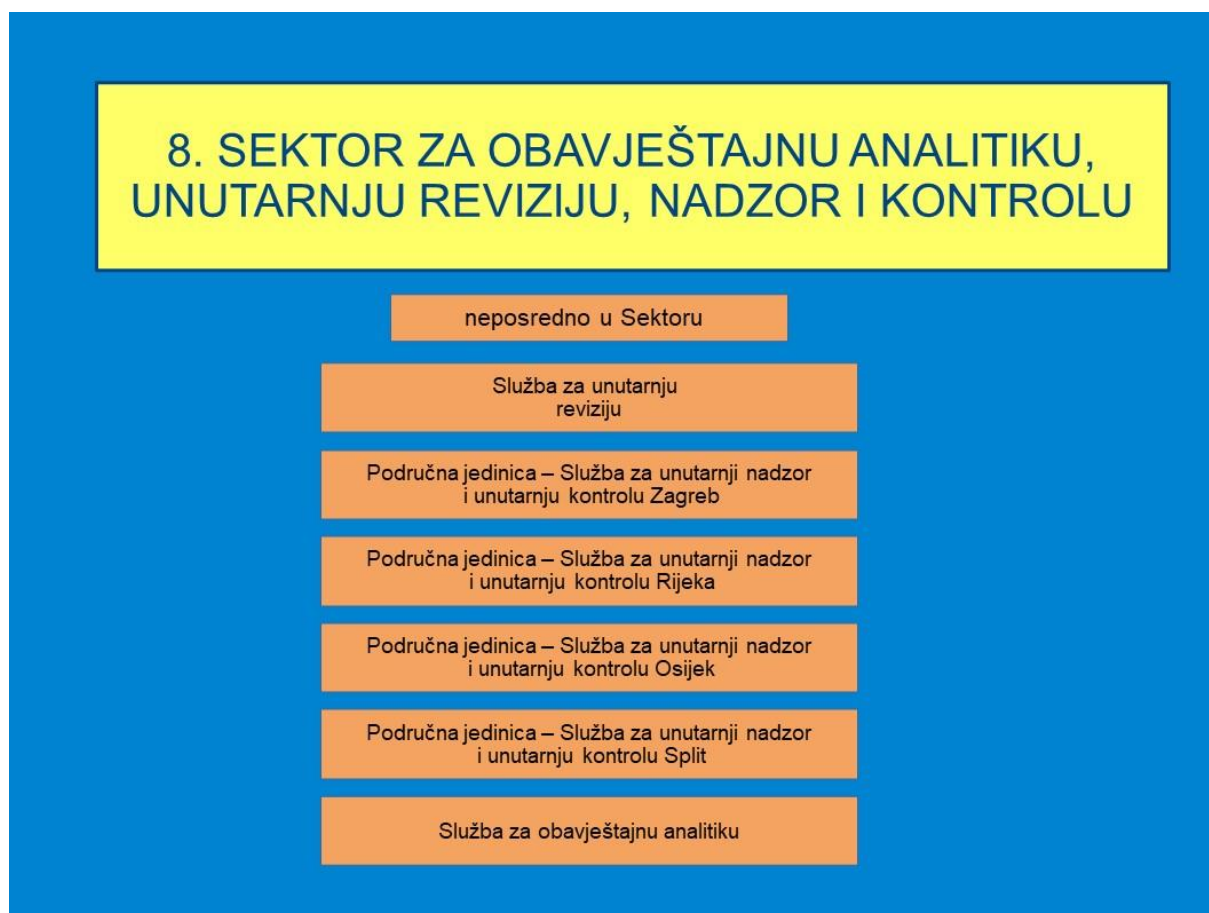 8. SEKTOR ZA OBAVJEŠTAJNU ANALITIKU,
UNUTARNJU REVIZIJU, NADZOR I KONTROLU
neposredno u Sektoru
Služba za unutarnju
reviziju
Područna jedinica – Služba za unutarnji nadzor
i unutarnju kontrolu Zagreb
Područna jedinica – Služba za unutarnji nadzor
i unutarnju kontrolu Rijeka
Područna jedinica – Služba za unutarnji nadzor
i unutarnju kontrolu Osijek
Područna jedinica – Služba za unutarnji nadzor
i unutarnju kontrolu Split
Služba za obavještajnu analitiku